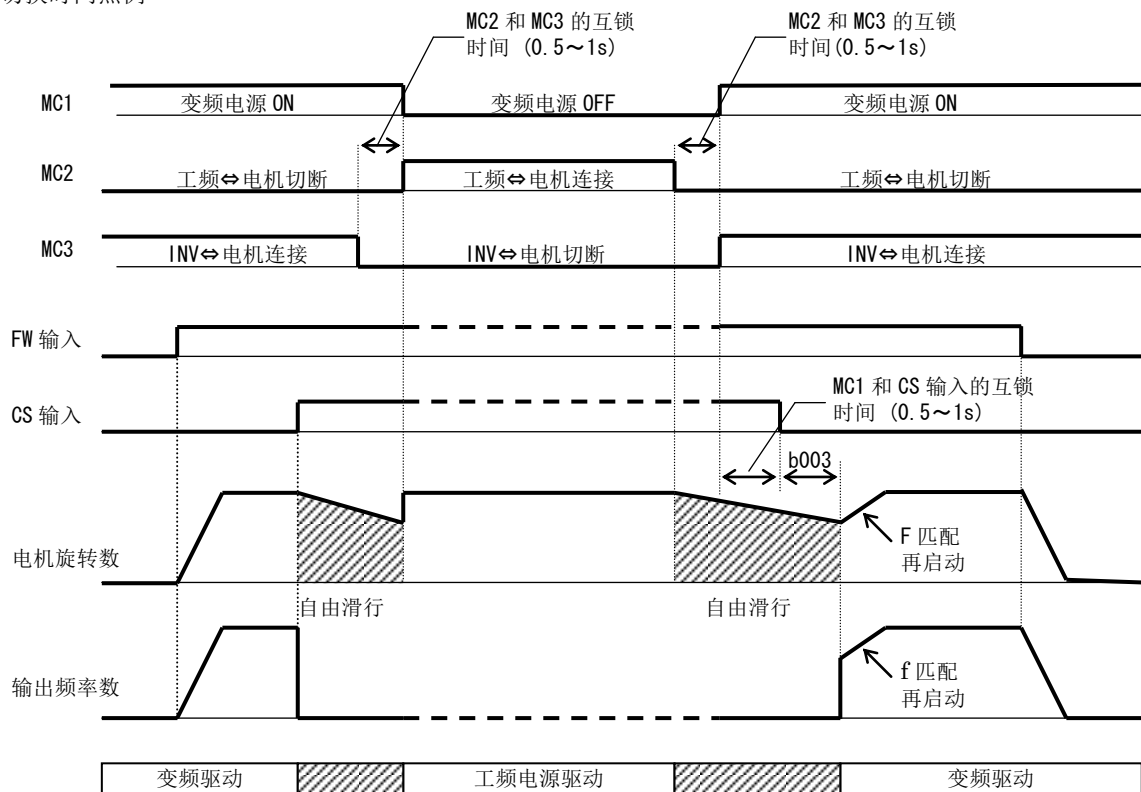 切换时间点例
MC2 和 MC3 的互锁
时间 (0.5～1s)
MC2 和 MC3 的互锁
时间(0.5～1s)
MC1
变频电源 ON
变频电源 OFF
变频电源 ON
MC2
工频⇔电机切断
工频⇔电机连接
工频⇔电机切断
MC3
INV⇔电机连接
INV⇔电机切断
INV⇔电机连接
FW 输入
MC1 和 CS 输入的互锁
时间 (0.5～1s)
CS 输入
b003
电机旋转数
F 匹配
再启动
自由滑行
自由滑行
输出频率数
f 匹配
再启动
变频驱动
工频电源驱动
变频驱动